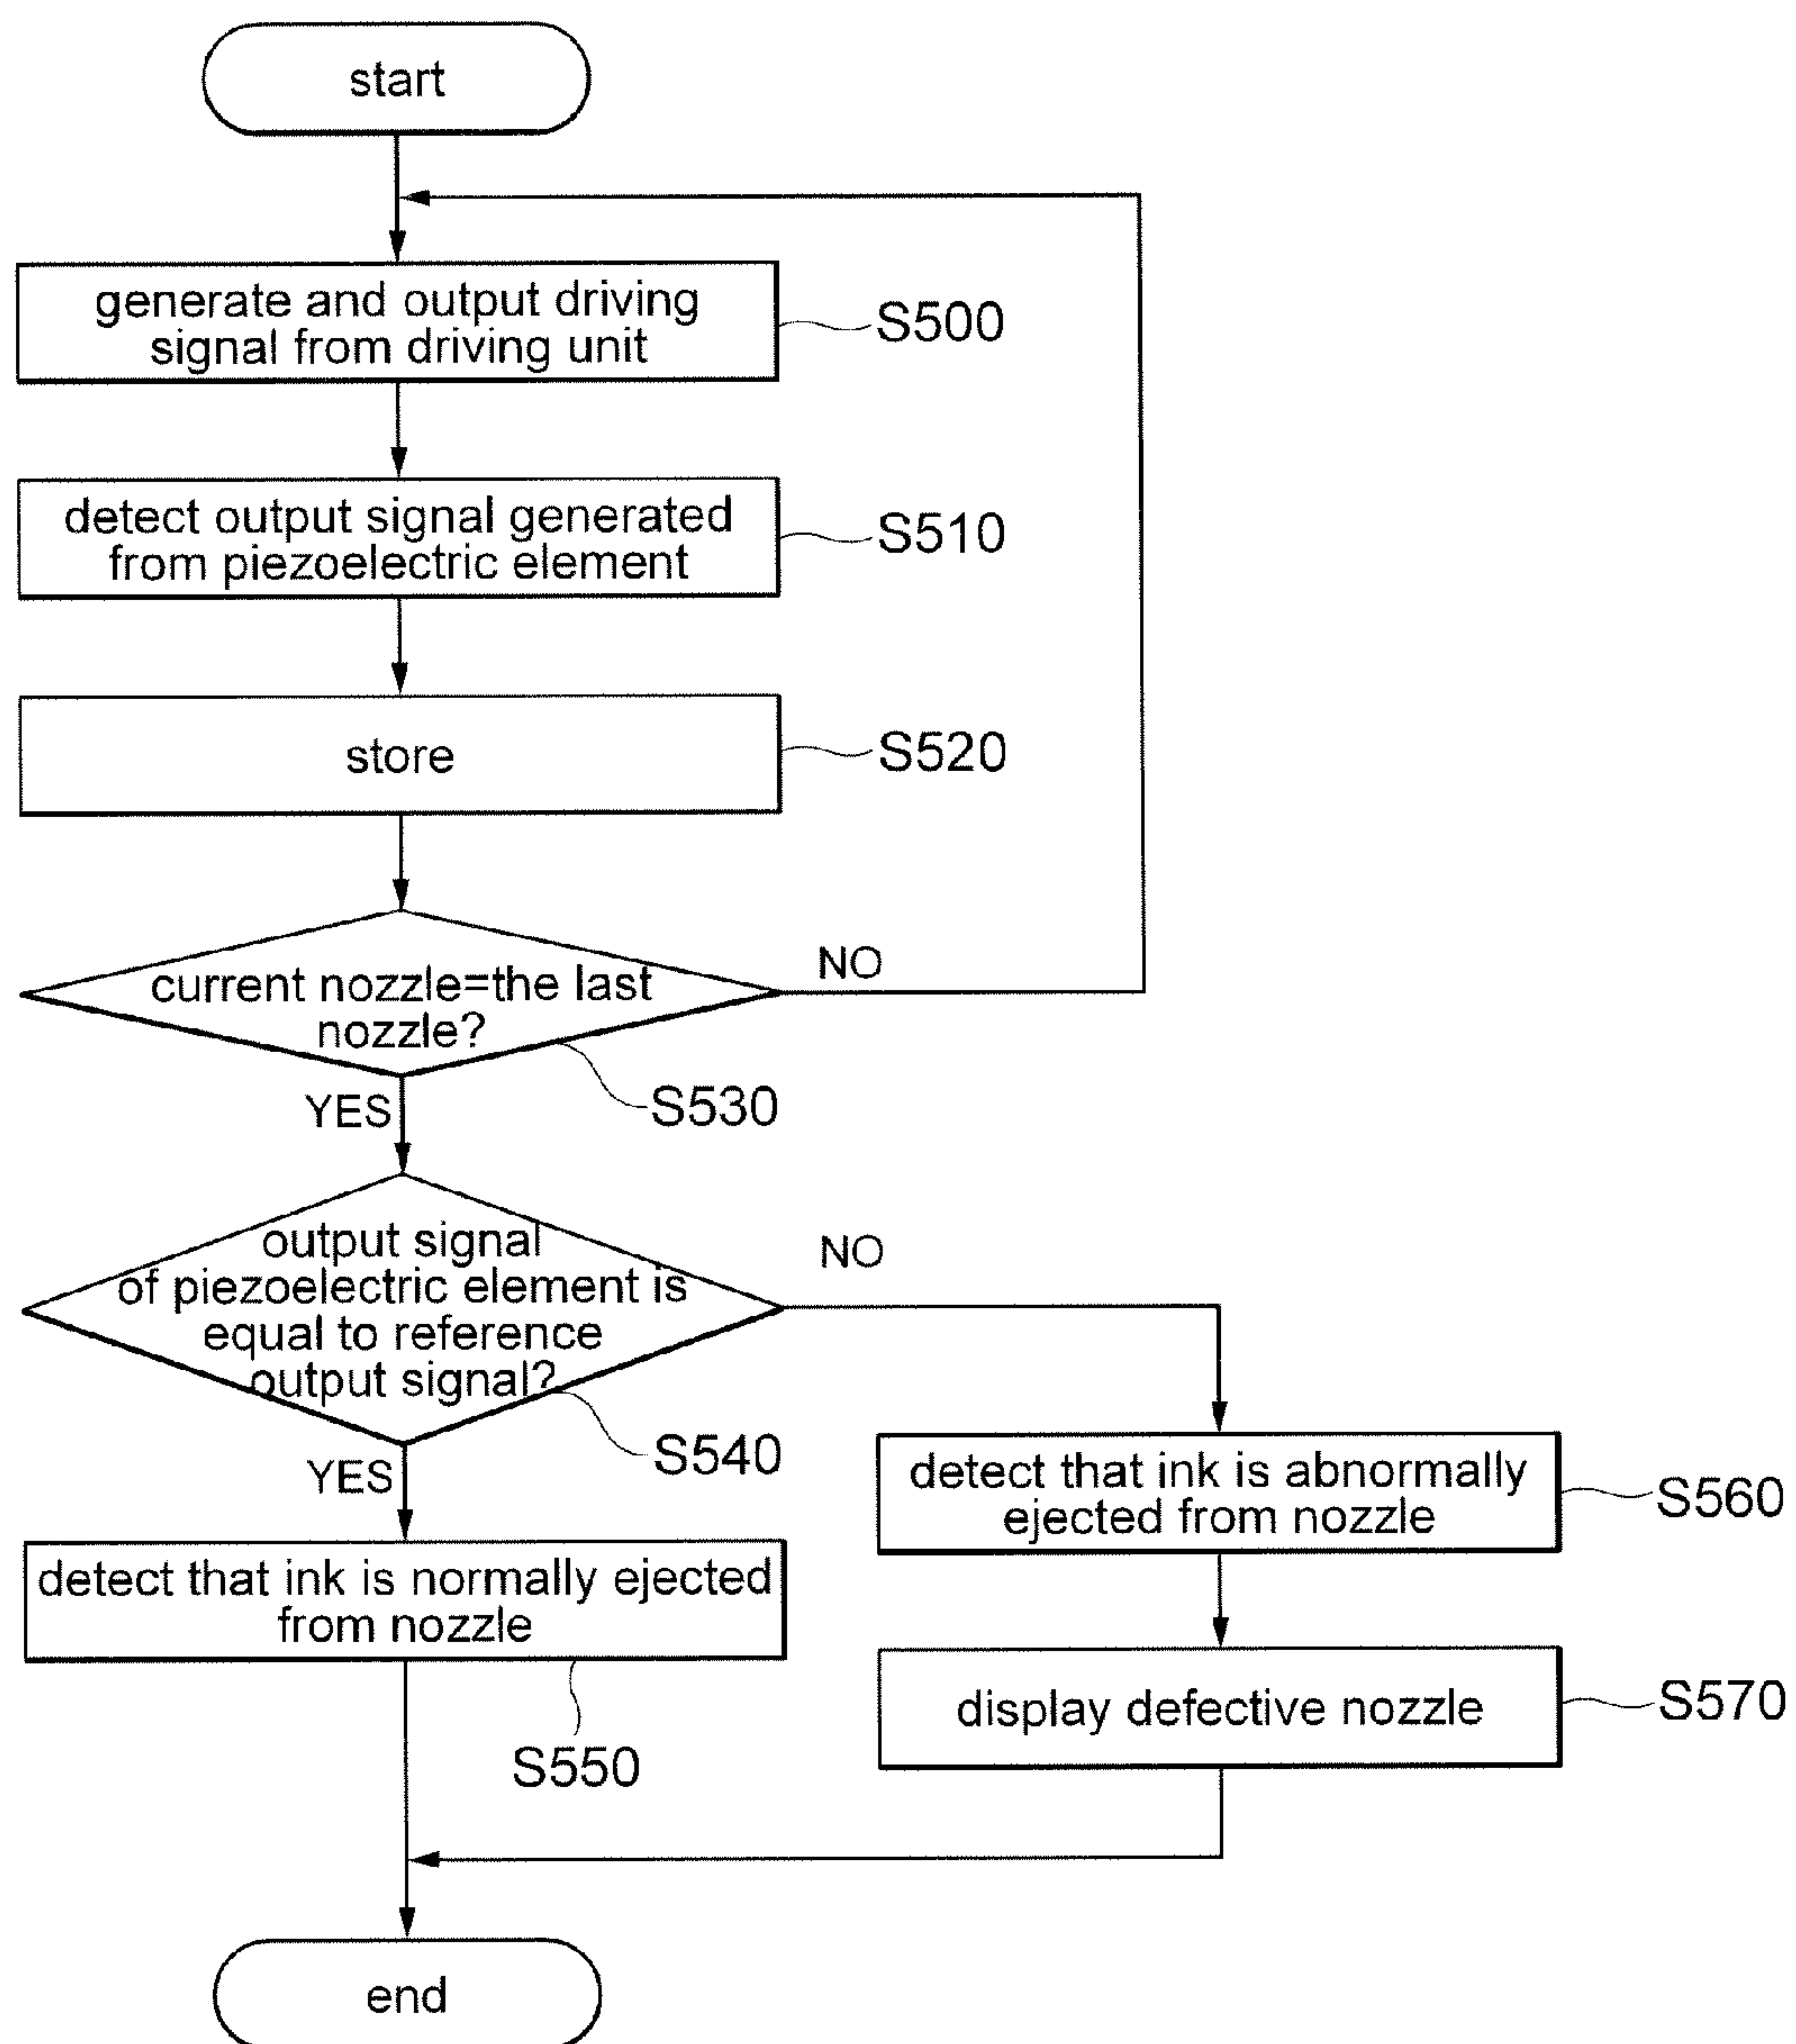 start
generate and output driving
signal from driving unit
S500
detect output signal generated
from piezoelectric element
S510
store
S520
current nozzle=the last
nozzle?
NO
S530
YES
output signal
of piezoelectric element is
equal to reference
output signal?
NO
S540
YES
detect that ink is abnormally
ejected from nozzle
S560
detect that ink is normally ejected
from nozzle
S550
display defective nozzle
S570
end